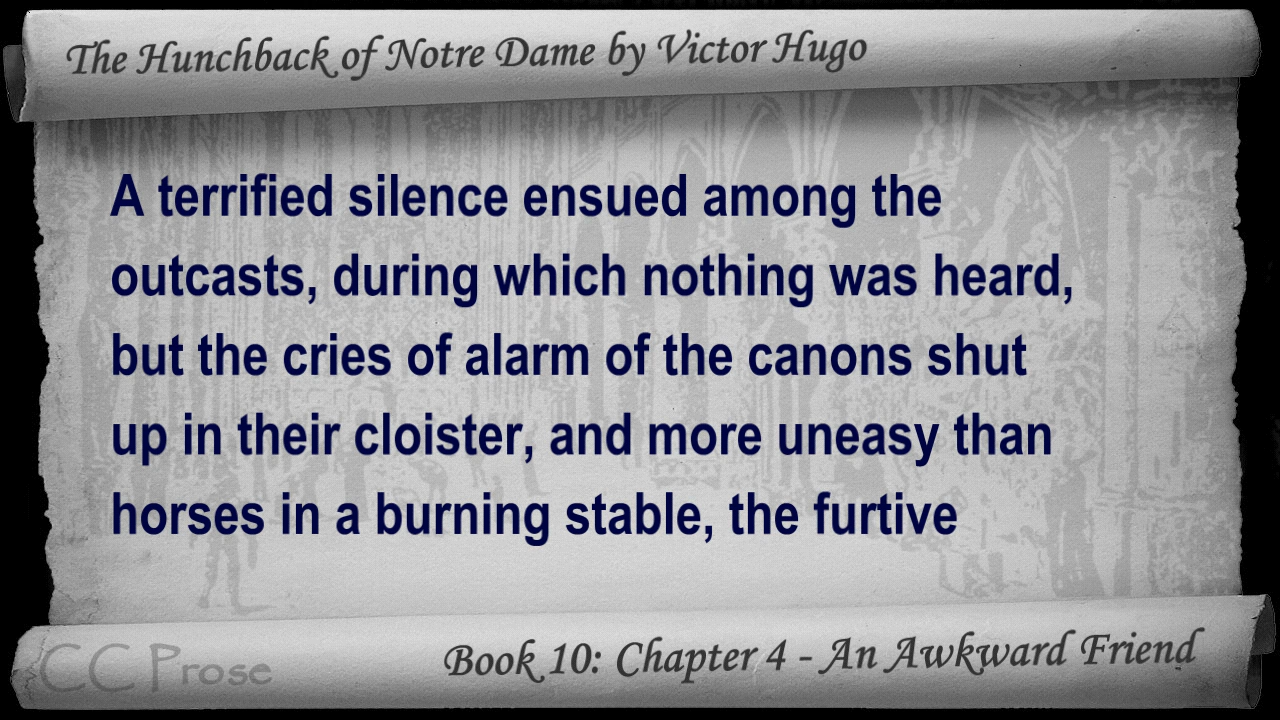 The Hunchback of Notre Dame by Victor Hugo
A terrified silence ensued among the
outcasts, during which nothing was heard,
but the cries of alarm of the canons shut
up in their cloister, and more uneasy than
horses in a burning stable, the furtive
CC Prose
Book 10: Chapter 4 - An Awkward Friend